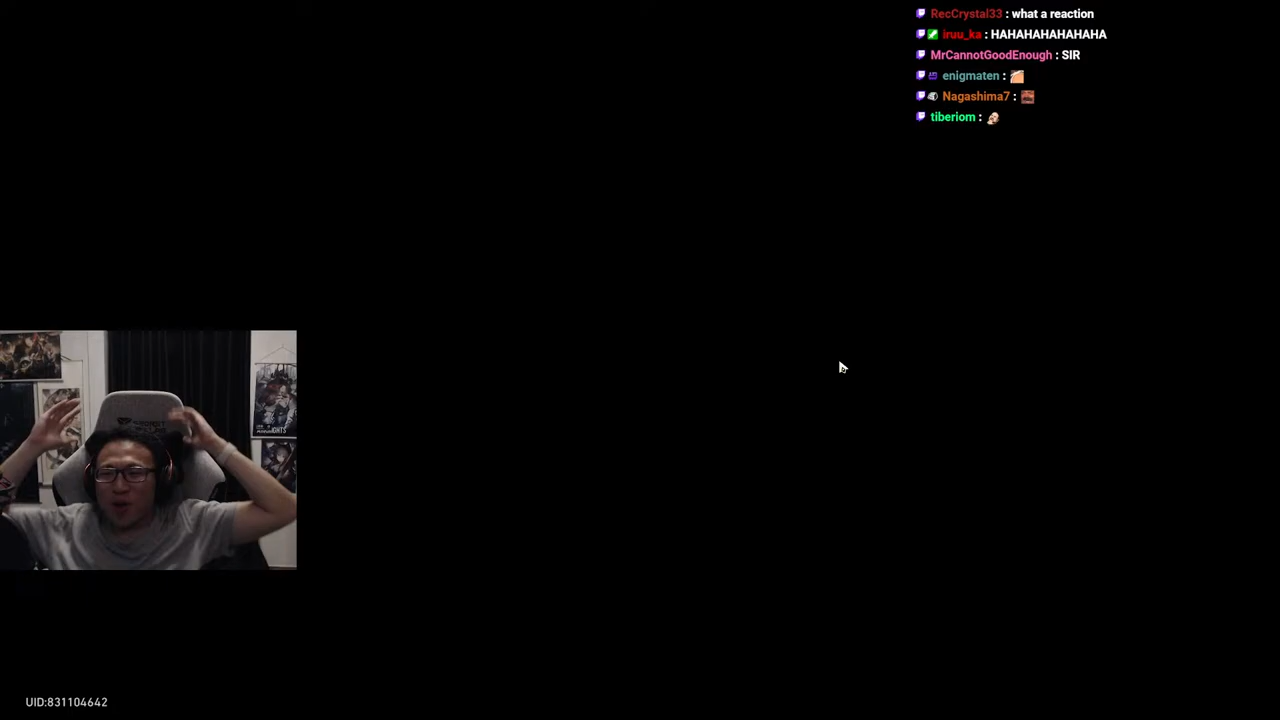 RecCrystal33 : what a reaction
iruu_ka : HAHAHAHAHAHAHA
MrCannotGoodEnough : SIR
enigmaten :
Nagashima7 :
tiberiom :
UID:831104642